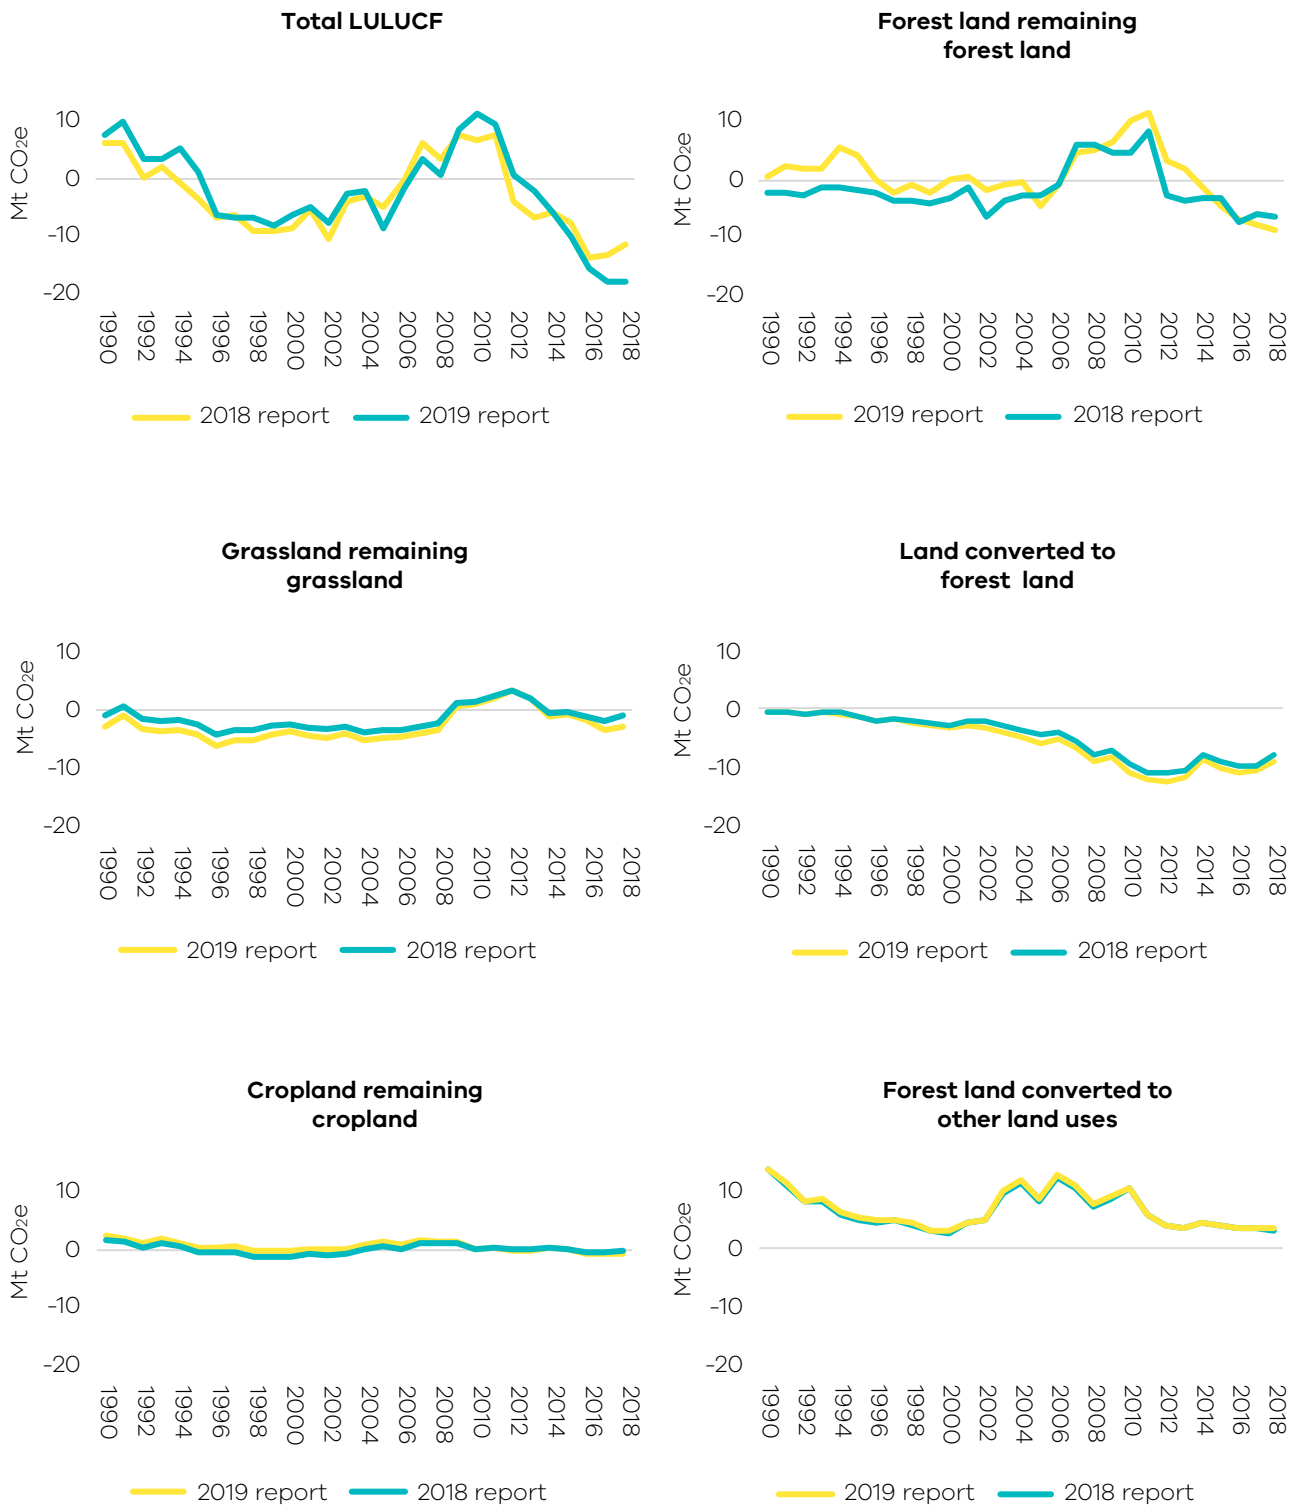 Total LULUCF
Mt CO2e
10
0
-10
-20
1990 1992 1994 1996 1998 2000 2002 2004 2006 2008 2010 2012 2014 2016 2018
2018 report 2019 report
Forest land remaining
forest land
Mt CO2e
10
0
-10
-20
1990 1992 1994 1996 1998 2000 2002 2004 2006 2008 2010 2012 2014 2016 2018
2019 report 2018 report
Grassland remaining
grassland
Mt CO2e
10
0
-10
-20
1990 1992 1994 1996 1998 2000 2002 2004 2006 2008 2010 2012 2014 2016 2018
2019 report 2018 report
Land converted to
forest land
Mt CO2e
10
0
-10
-20
1990 1992 1994 1996 1998 2000 2002 2004 2006 2008 2010 2012 2014 2016 2018
2019 report 2018 report
Cropland remaining
cropland
Mt CO2e
10
0
-10
-20
1990 1992 1994 1996 1998 2000 2002 2004 2006 2008 2010 2012 2014 2016 2018
2019 report 2018 report
Forest land converted to
other land uses
Mt CO2e
10
0
-10
-20
1990 1992 1994 1996 1998 2000 2002 2004 2006 2008 2010 2012 2014 2016 2018
2019 report 2018 report